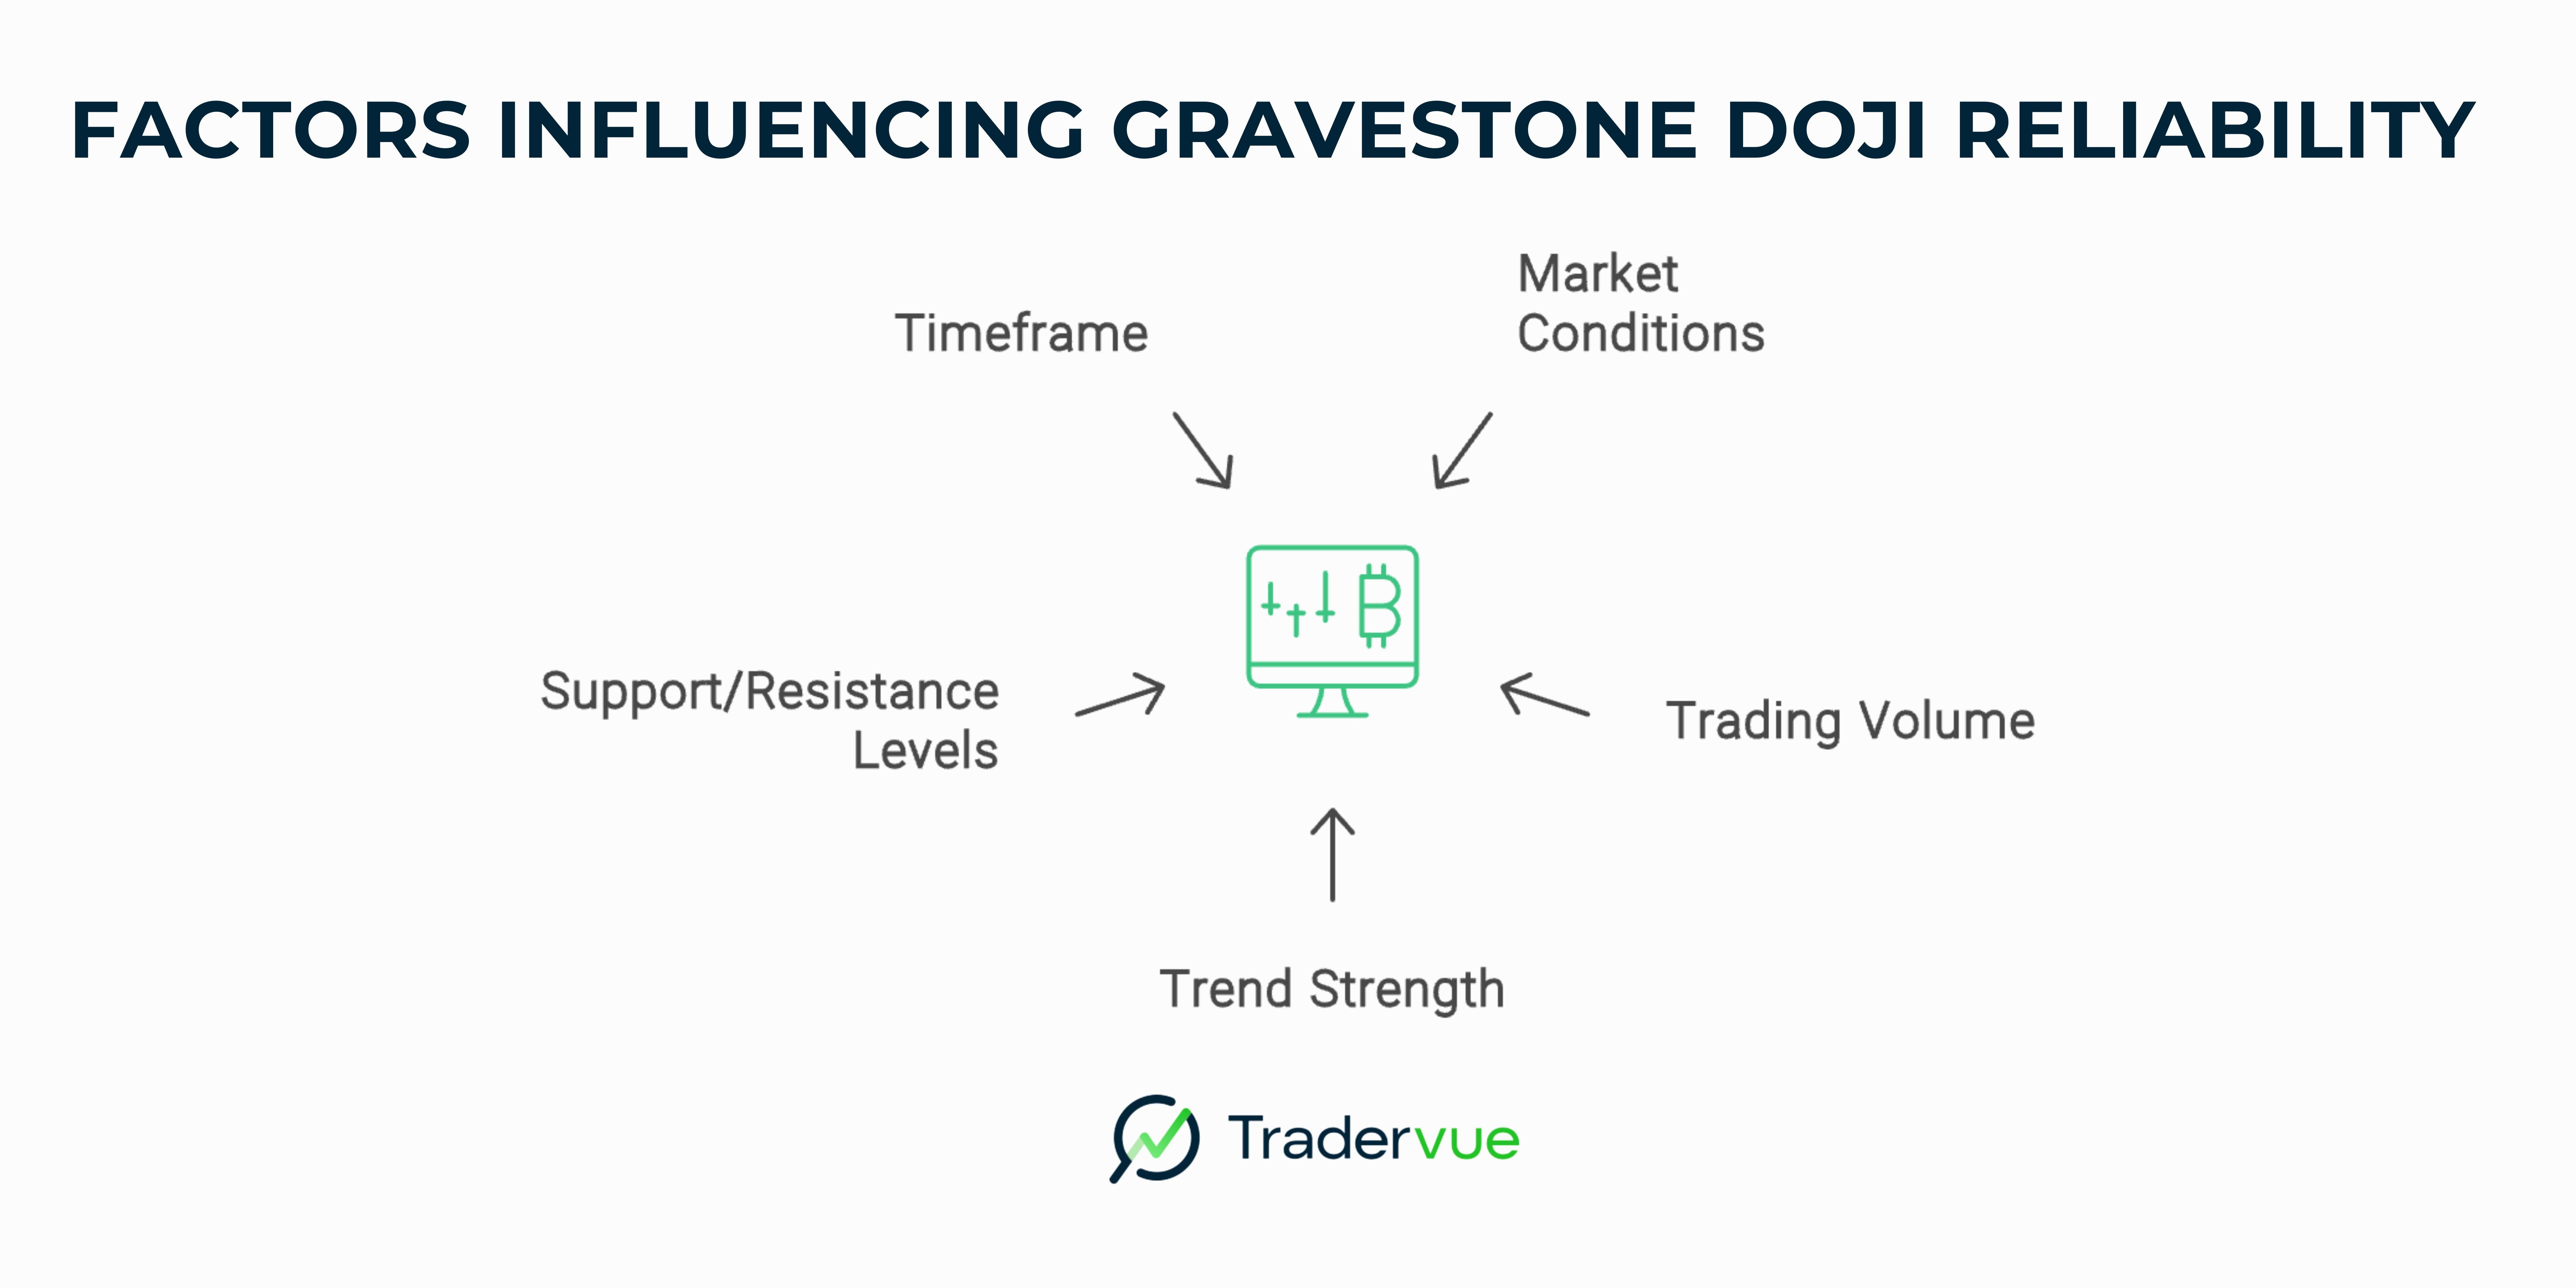 FACTORS INFLUENCING GRAVESTONE DOJI RELIABILITY
Timeframe
Market
Conditions
Support/Resistance
Levels
Trading Volume
Trend Strength
Tradervue